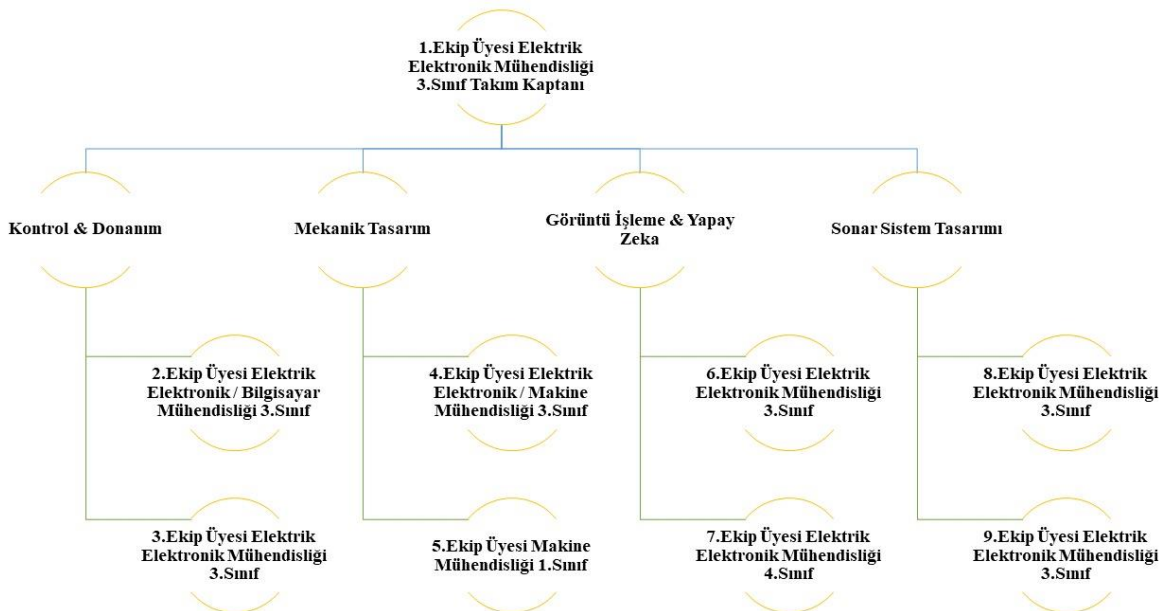 1.Ekip Üyesi Elektrik
Elektronik Mühendisliği
3.Sınıf Takım Kaptanı
Kontrol & Donanım
Mekanik Tasarım
Görüntü İşleme & Yapay
Zeka
Sonar Sistem Tasarımı
2.Ekip Üyesi Elektrik
Elektronik / Bilgisayar
Mühendisliği 3.Sınıf
4.Ekip Üyesi Elektrik
Elektronik / Makine
Mühendisliği 3.Sınıf
6.Ekip Üyesi Elektrik
Elektronik Mühendisliği
3.Sınıf
8.Ekip Üyesi Elektrik
Elektronik Mühendisliği
3.Sınıf
3.Ekip Üyesi Elektrik
Elektronik Mühendisliği
3.Sınıf
5.Ekip Üyesi Makine
Mühendisliği 1.Sınıf
7.Ekip Üyesi Elektrik
Elektronik Mühendisliği
4.Sınıf
9.Ekip Üyesi Elektrik
Elektronik Mühendisliği
3.Sınıf